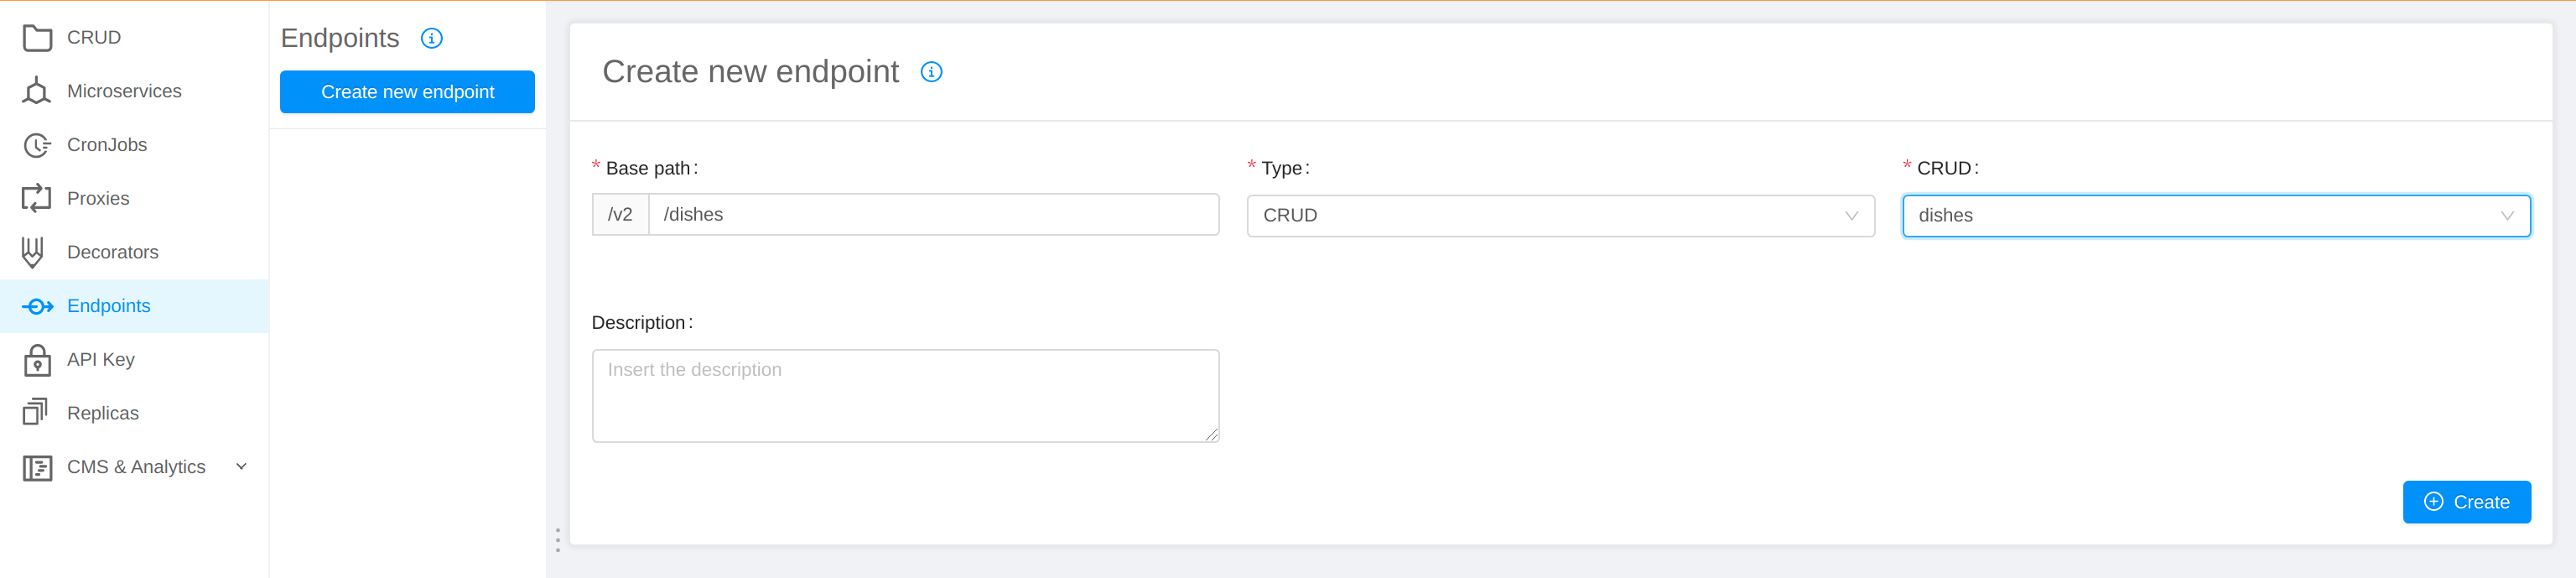 CRUD
Microservices
CronJobs
Proxies
Decorators
Endpoints
API Key
Replicas
CMS & Analytics
Endpoints
Create new endpoint
Create new endpoint
* Base path:
/v2 /dishes
* Type:
CRUD
* CRUD:
dishes
Description:
Insert the description
Create